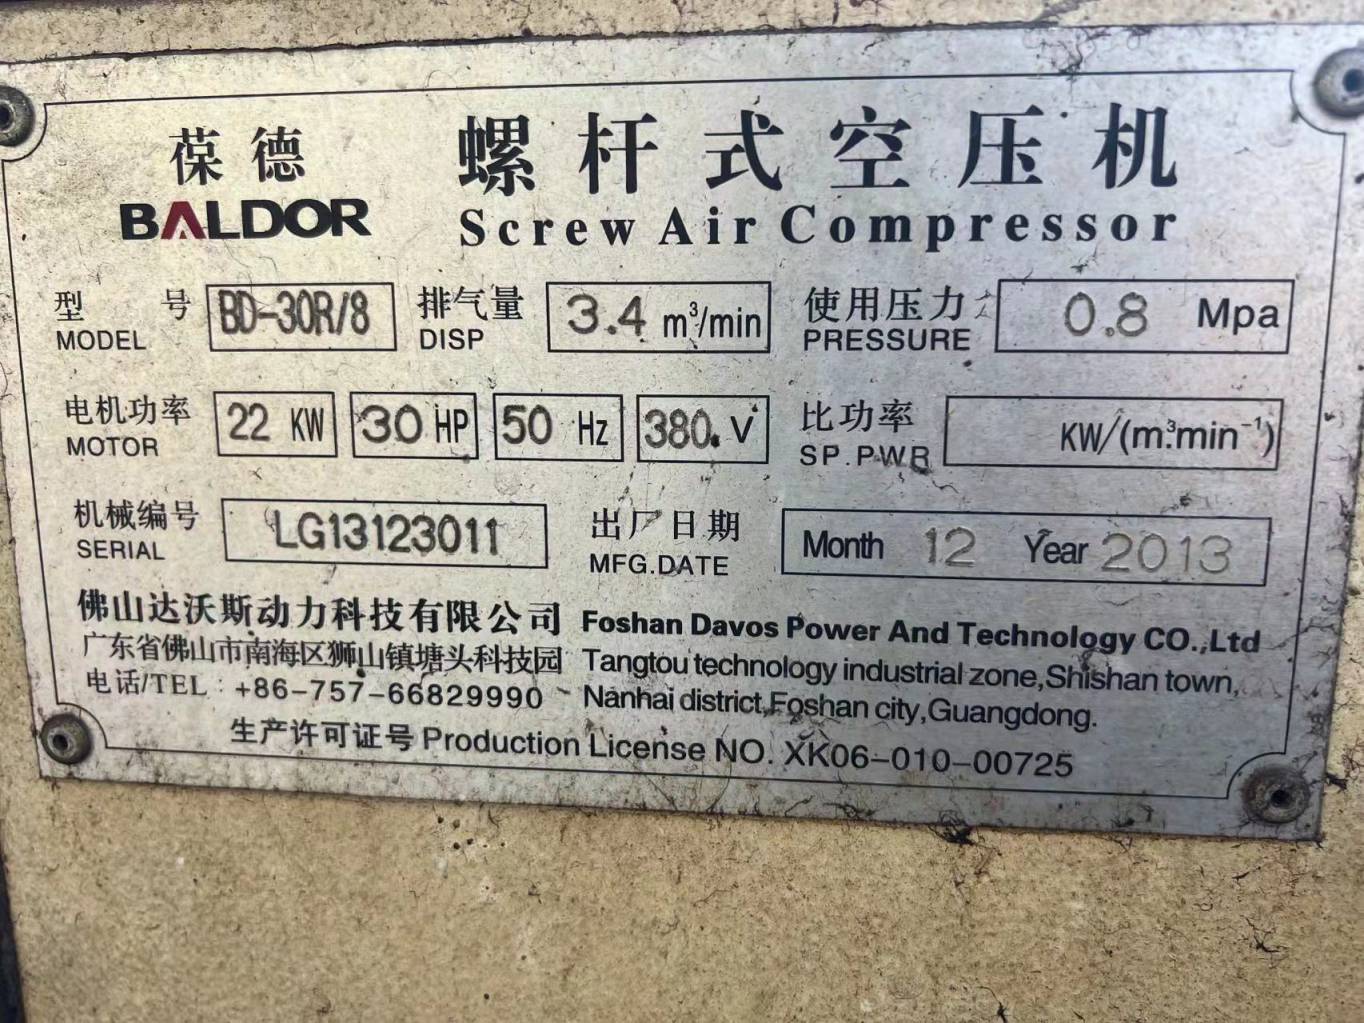 葆德 螺杆式空压机
BALDOR Screw Air Compressor
型号 BD-30R/8 排气量 3.4 m³/min 使用压力 0.8 Mpa
MODEL DISP PRESSURE
电机功率 22 KW 30 HP 50 Hz 380 V 比功率 KW/(m³min⁻¹)
MOTOR SP.PWR
机械编号 LG13123011 出厂日期 Month 12 Year 2013
SERIAL MFG.DATE
佛山达沃斯动力科技有限公司 Foshan Davos Power And Technology CO.,Ltd
广东省佛山市南海区狮山镇塘头科技园 Tangtou technology industrial zone,Shishan town,
电话/TEL：+86-757-66829990 Nanhai district,Foshan city,Guangdong.
生产许可证号 Production License NO. XK06-010-00725